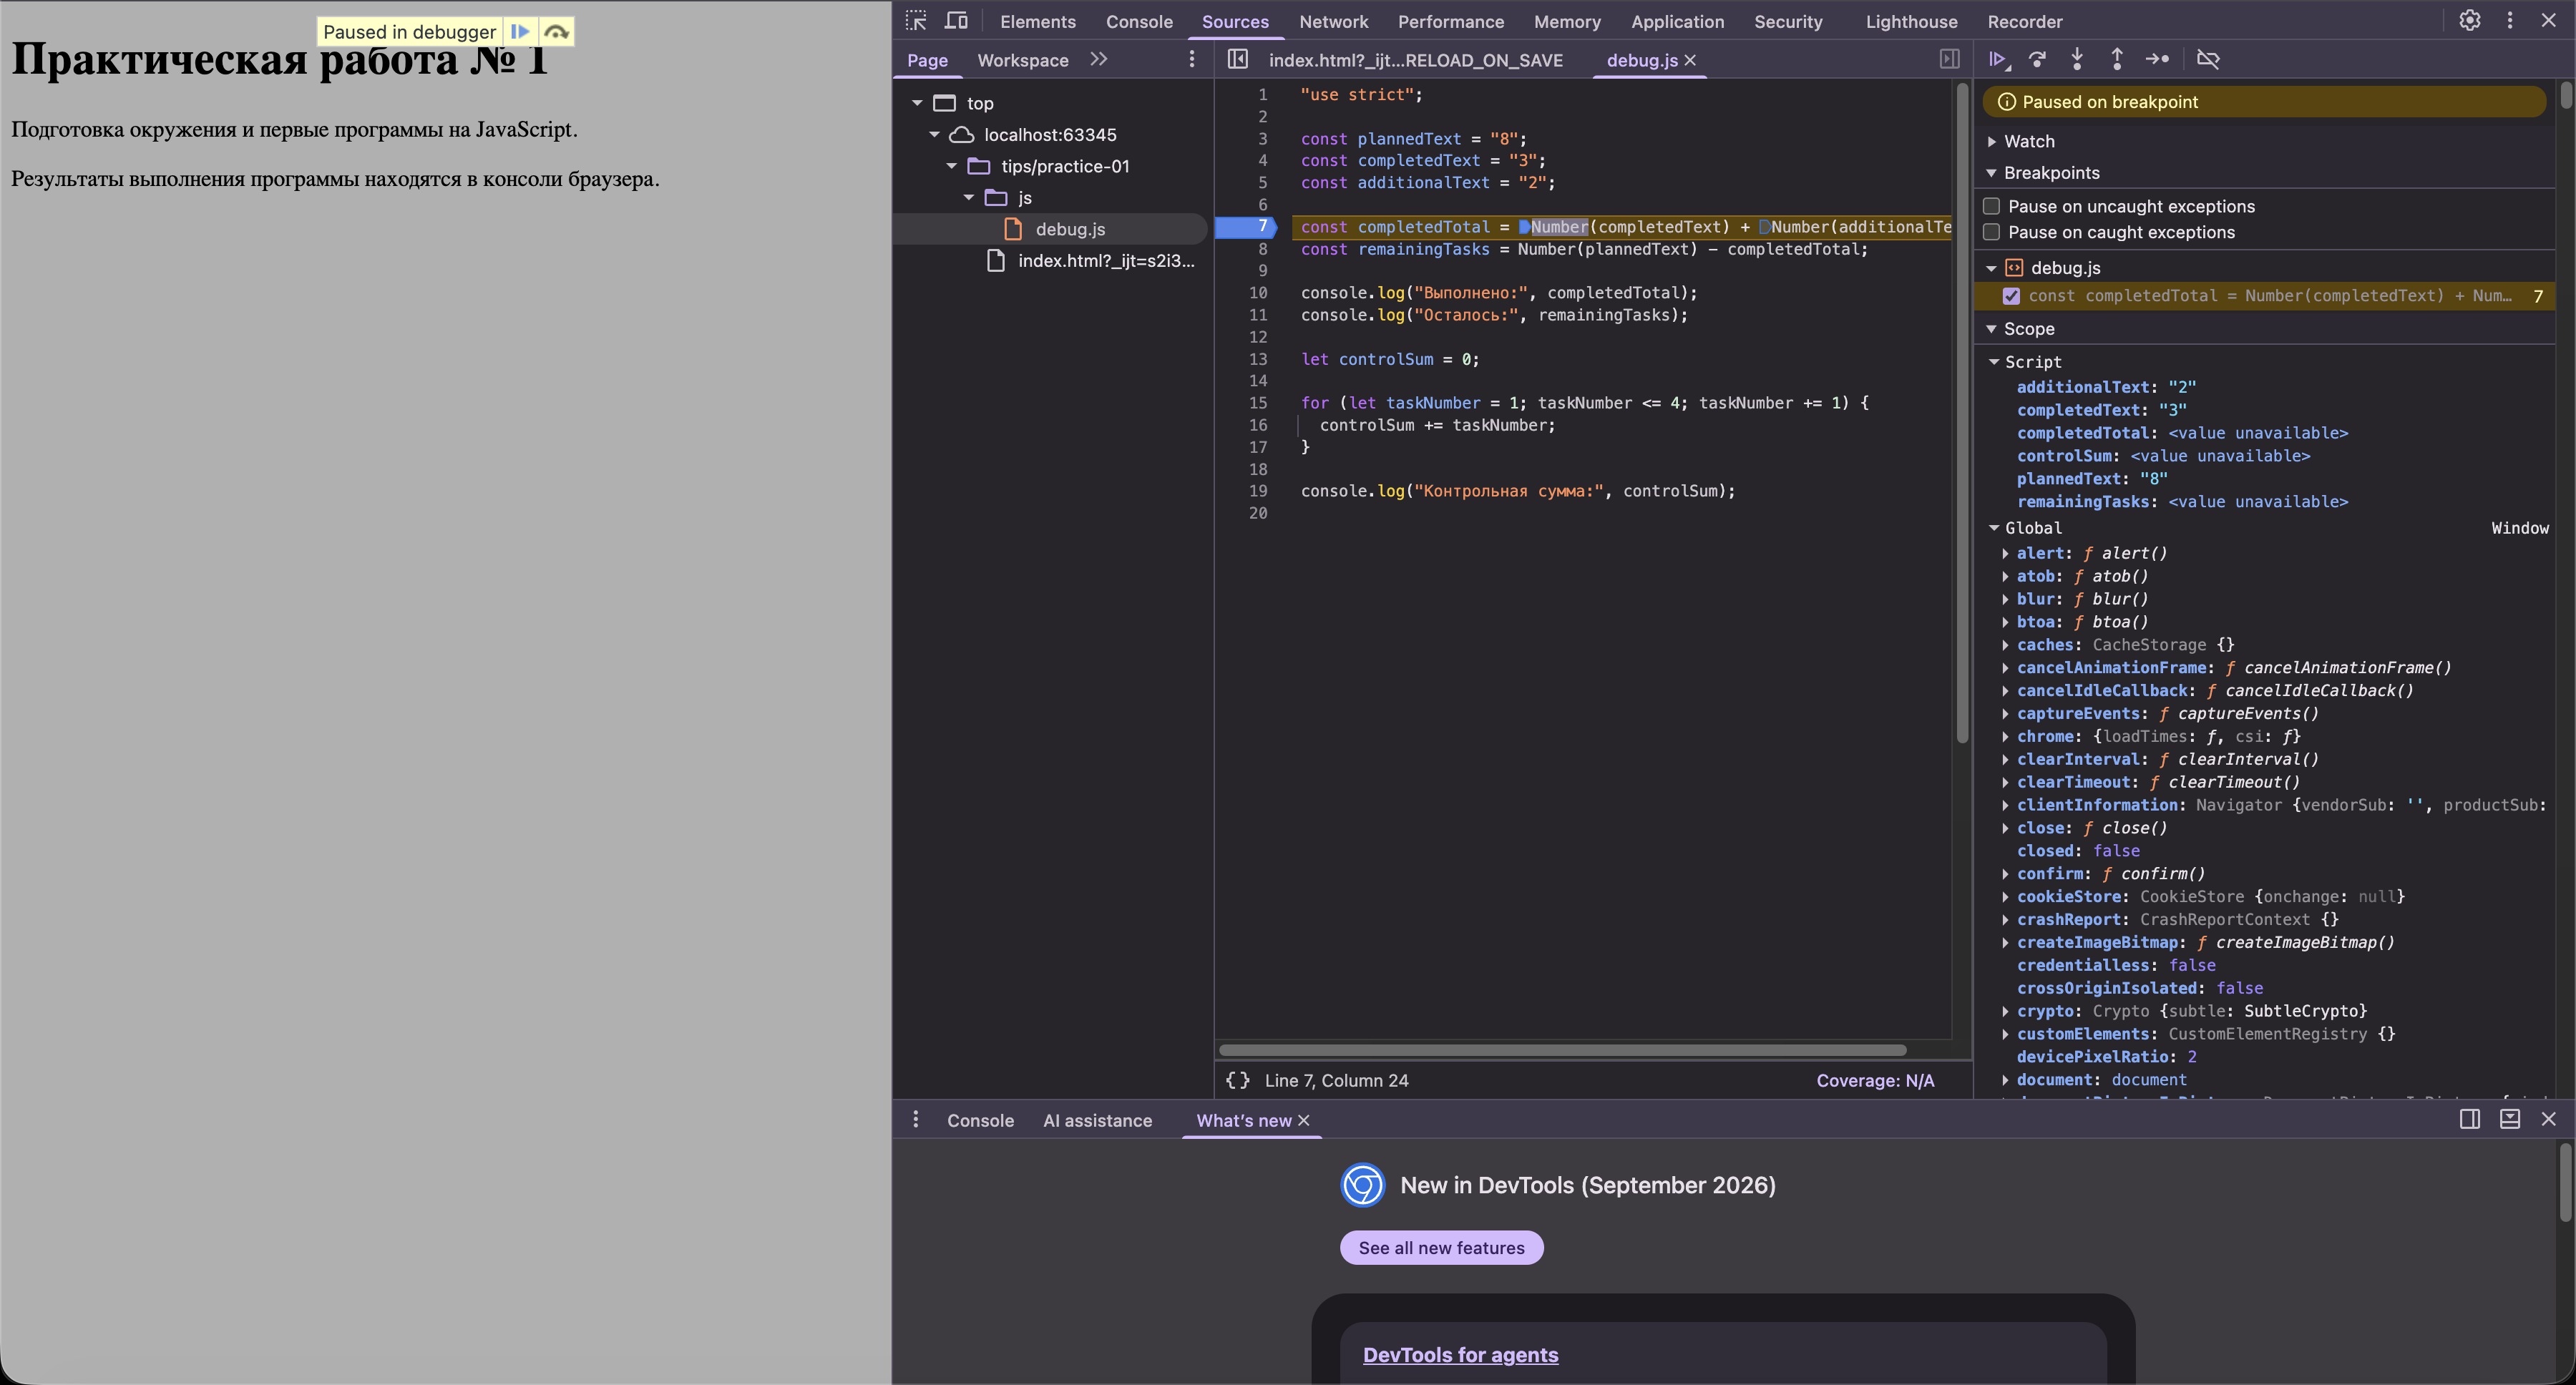 Paused in debugger
Практическая работа № 1
Подготовка окружения и первые программы на JavaScript.
Результаты выполнения программы находятся в консоли браузера.
Elements Console Sources Network Performance Memory Application Security Lighthouse Recorder
Page Workspace
top
localhost:63345
tips/practice-01
js
debug.js
index.html?_ijt=s2i3...
index.html?_ijt...RELOAD_ON_SAVE debug.js
1 "use strict";
2
3 const plannedText = "8";
4 const completedText = "3";
5 const additionalText = "2";
6
7 const completedTotal = Number(completedText) + Number(additionalTe
8 const remainingTasks = Number(plannedText) - completedTotal;
9
10 console.log("Выполнено:", completedTotal);
11 console.log("Осталось:", remainingTasks);
12
13 let controlSum = 0;
14
15 for (let taskNumber = 1; taskNumber <= 4; taskNumber += 1) {
16 controlSum += taskNumber;
17 }
18
19 console.log("Контрольная сумма:", controlSum);
20
{} Line 7, Column 24 Coverage: N/A
Paused on breakpoint
Watch
Breakpoints
Pause on uncaught exceptions
Pause on caught exceptions
debug.js
const completedTotal = Number(completedText) + Num... 7
Scope
Script
additionalText: "2"
completedText: "3"
completedTotal: <value unavailable>
controlSum: <value unavailable>
plannedText: "8"
remainingTasks: <value unavailable>
Global Window
alert: ƒ alert()
atob: ƒ atob()
blur: ƒ blur()
btoa: ƒ btoa()
caches: CacheStorage {}
cancelAnimationFrame: ƒ cancelAnimationFrame()
cancelIdleCallback: ƒ cancelIdleCallback()
captureEvents: ƒ captureEvents()
chrome: {loadTimes: ƒ, csi: ƒ}
clearInterval: ƒ clearInterval()
clearTimeout: ƒ clearTimeout()
clientInformation: Navigator {vendorSub: '', productSub:
close: ƒ close()
closed: false
confirm: ƒ confirm()
cookieStore: CookieStore {onchange: null}
crashReport: CrashReportContext {}
createImageBitmap: ƒ createImageBitmap()
credentialless: false
crossOriginIsolated: false
crypto: Crypto {subtle: SubtleCrypto}
customElements: CustomElementRegistry {}
devicePixelRatio: 2
document: document
Console AI assistance What's new
New in DevTools (September 2026)
See all new features
DevTools for agents